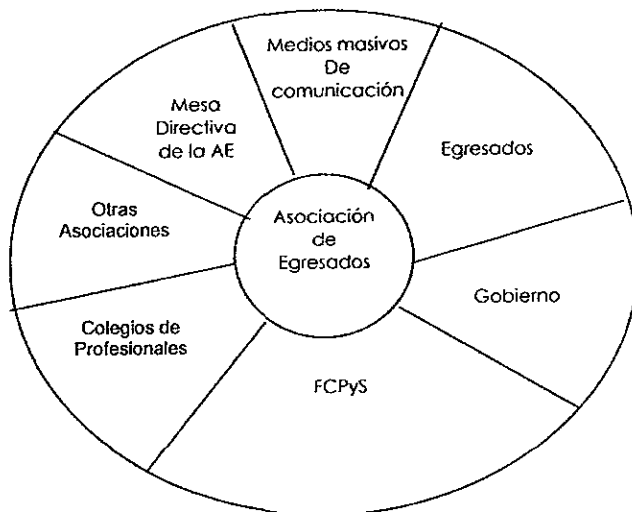 Medios masivos
De
comunicación
Mesa
Directiva
de la AE
Egresados
Otras
Asociaciones
Asociación
de
Egresados
Gobierno
Colegios de
Profesionales
FCPyS